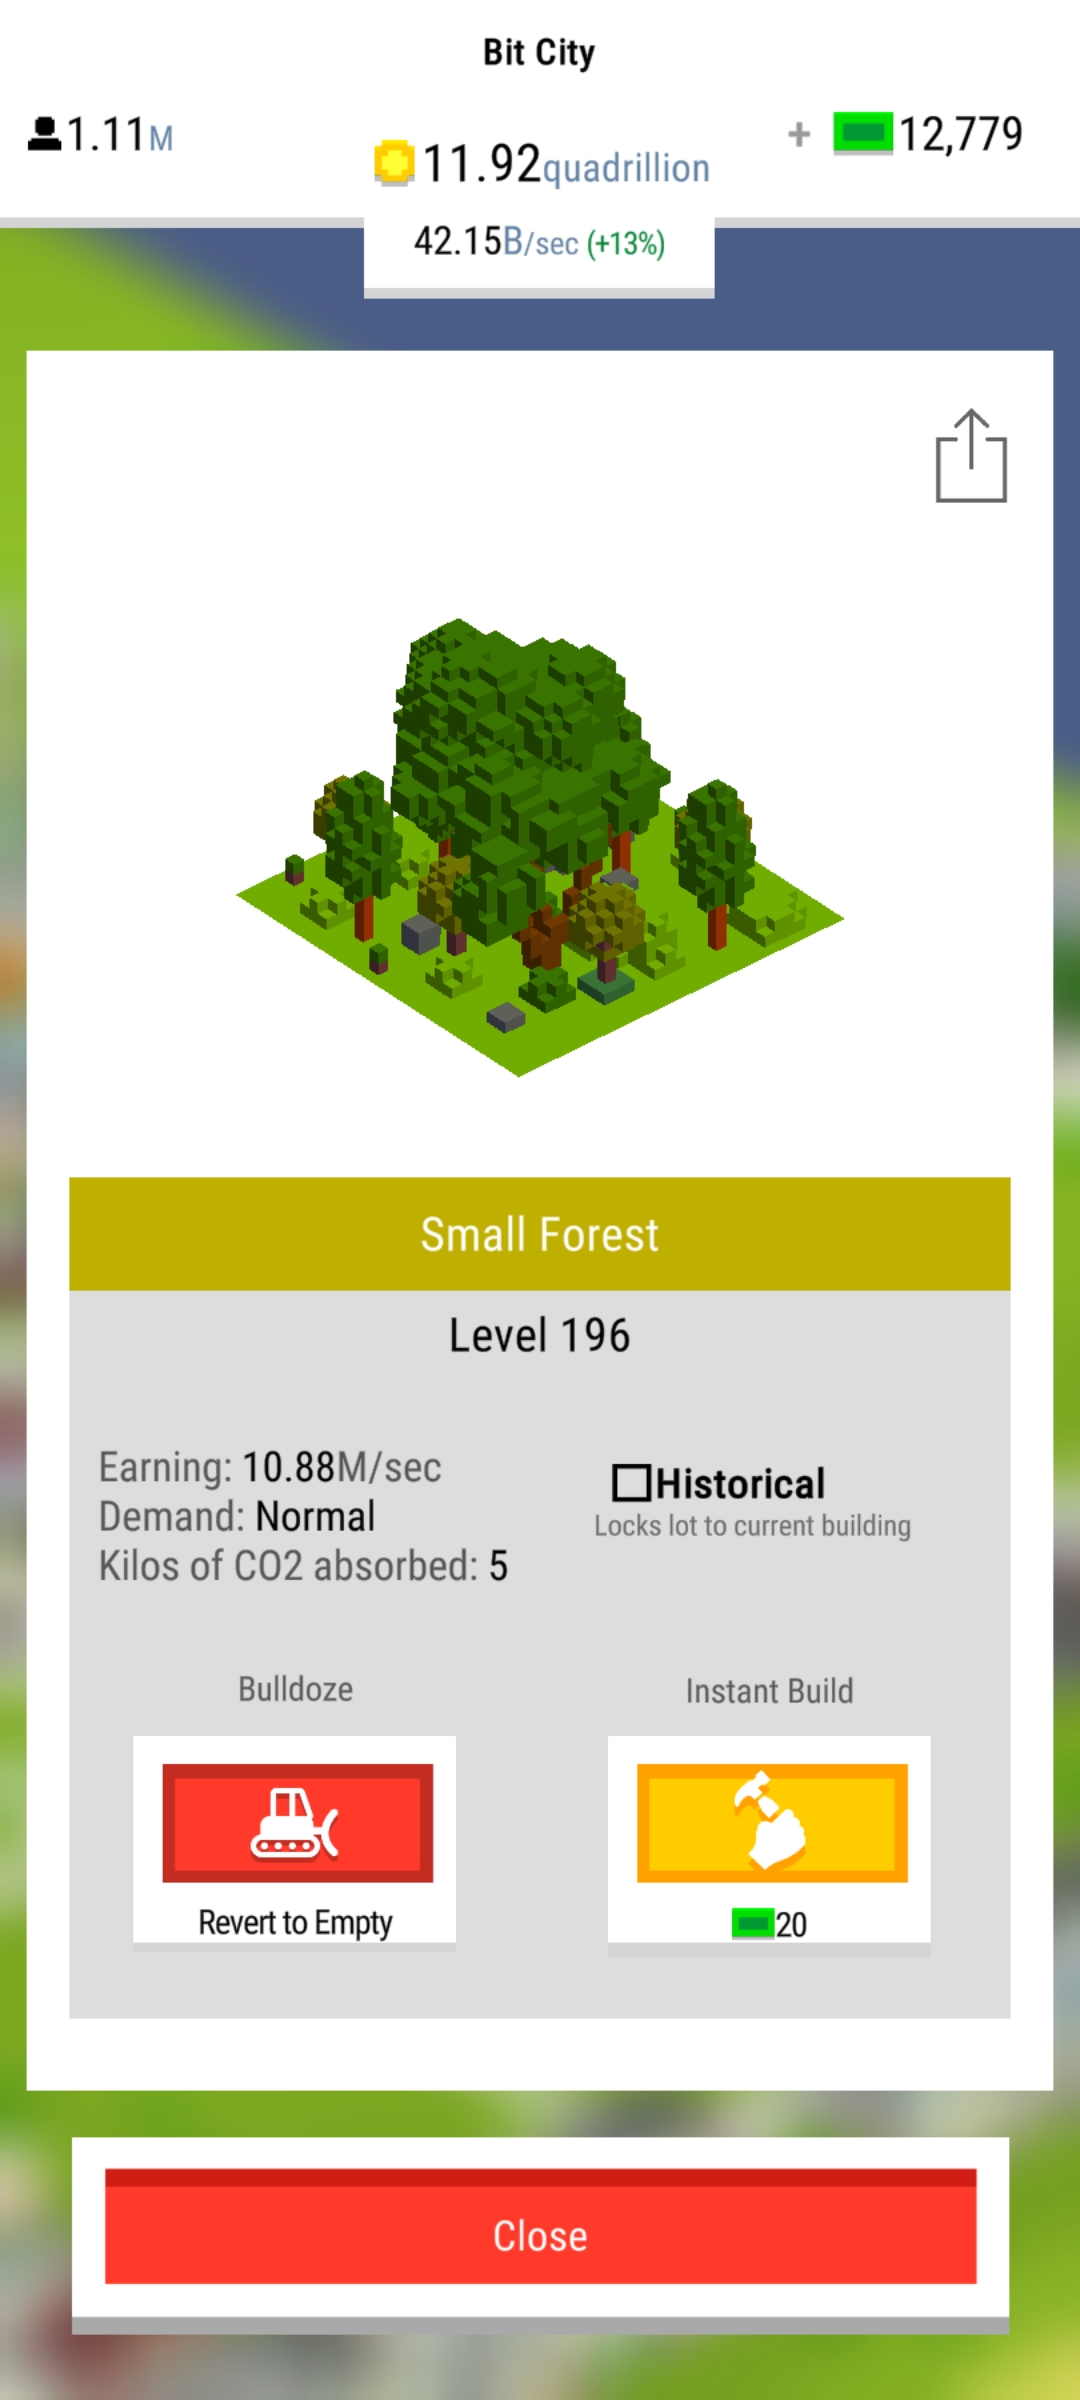 Bit City
1.11M
11.92quadrillion
+ 12,779
42.15B/sec (+13%)
Small Forest
Level 196
Earning: 10.88M/sec
Demand: Normal
Kilos of CO2 absorbed: 5
Historical
Locks lot to current building
Bulldoze
Revert to Empty
Instant Build
20
Close